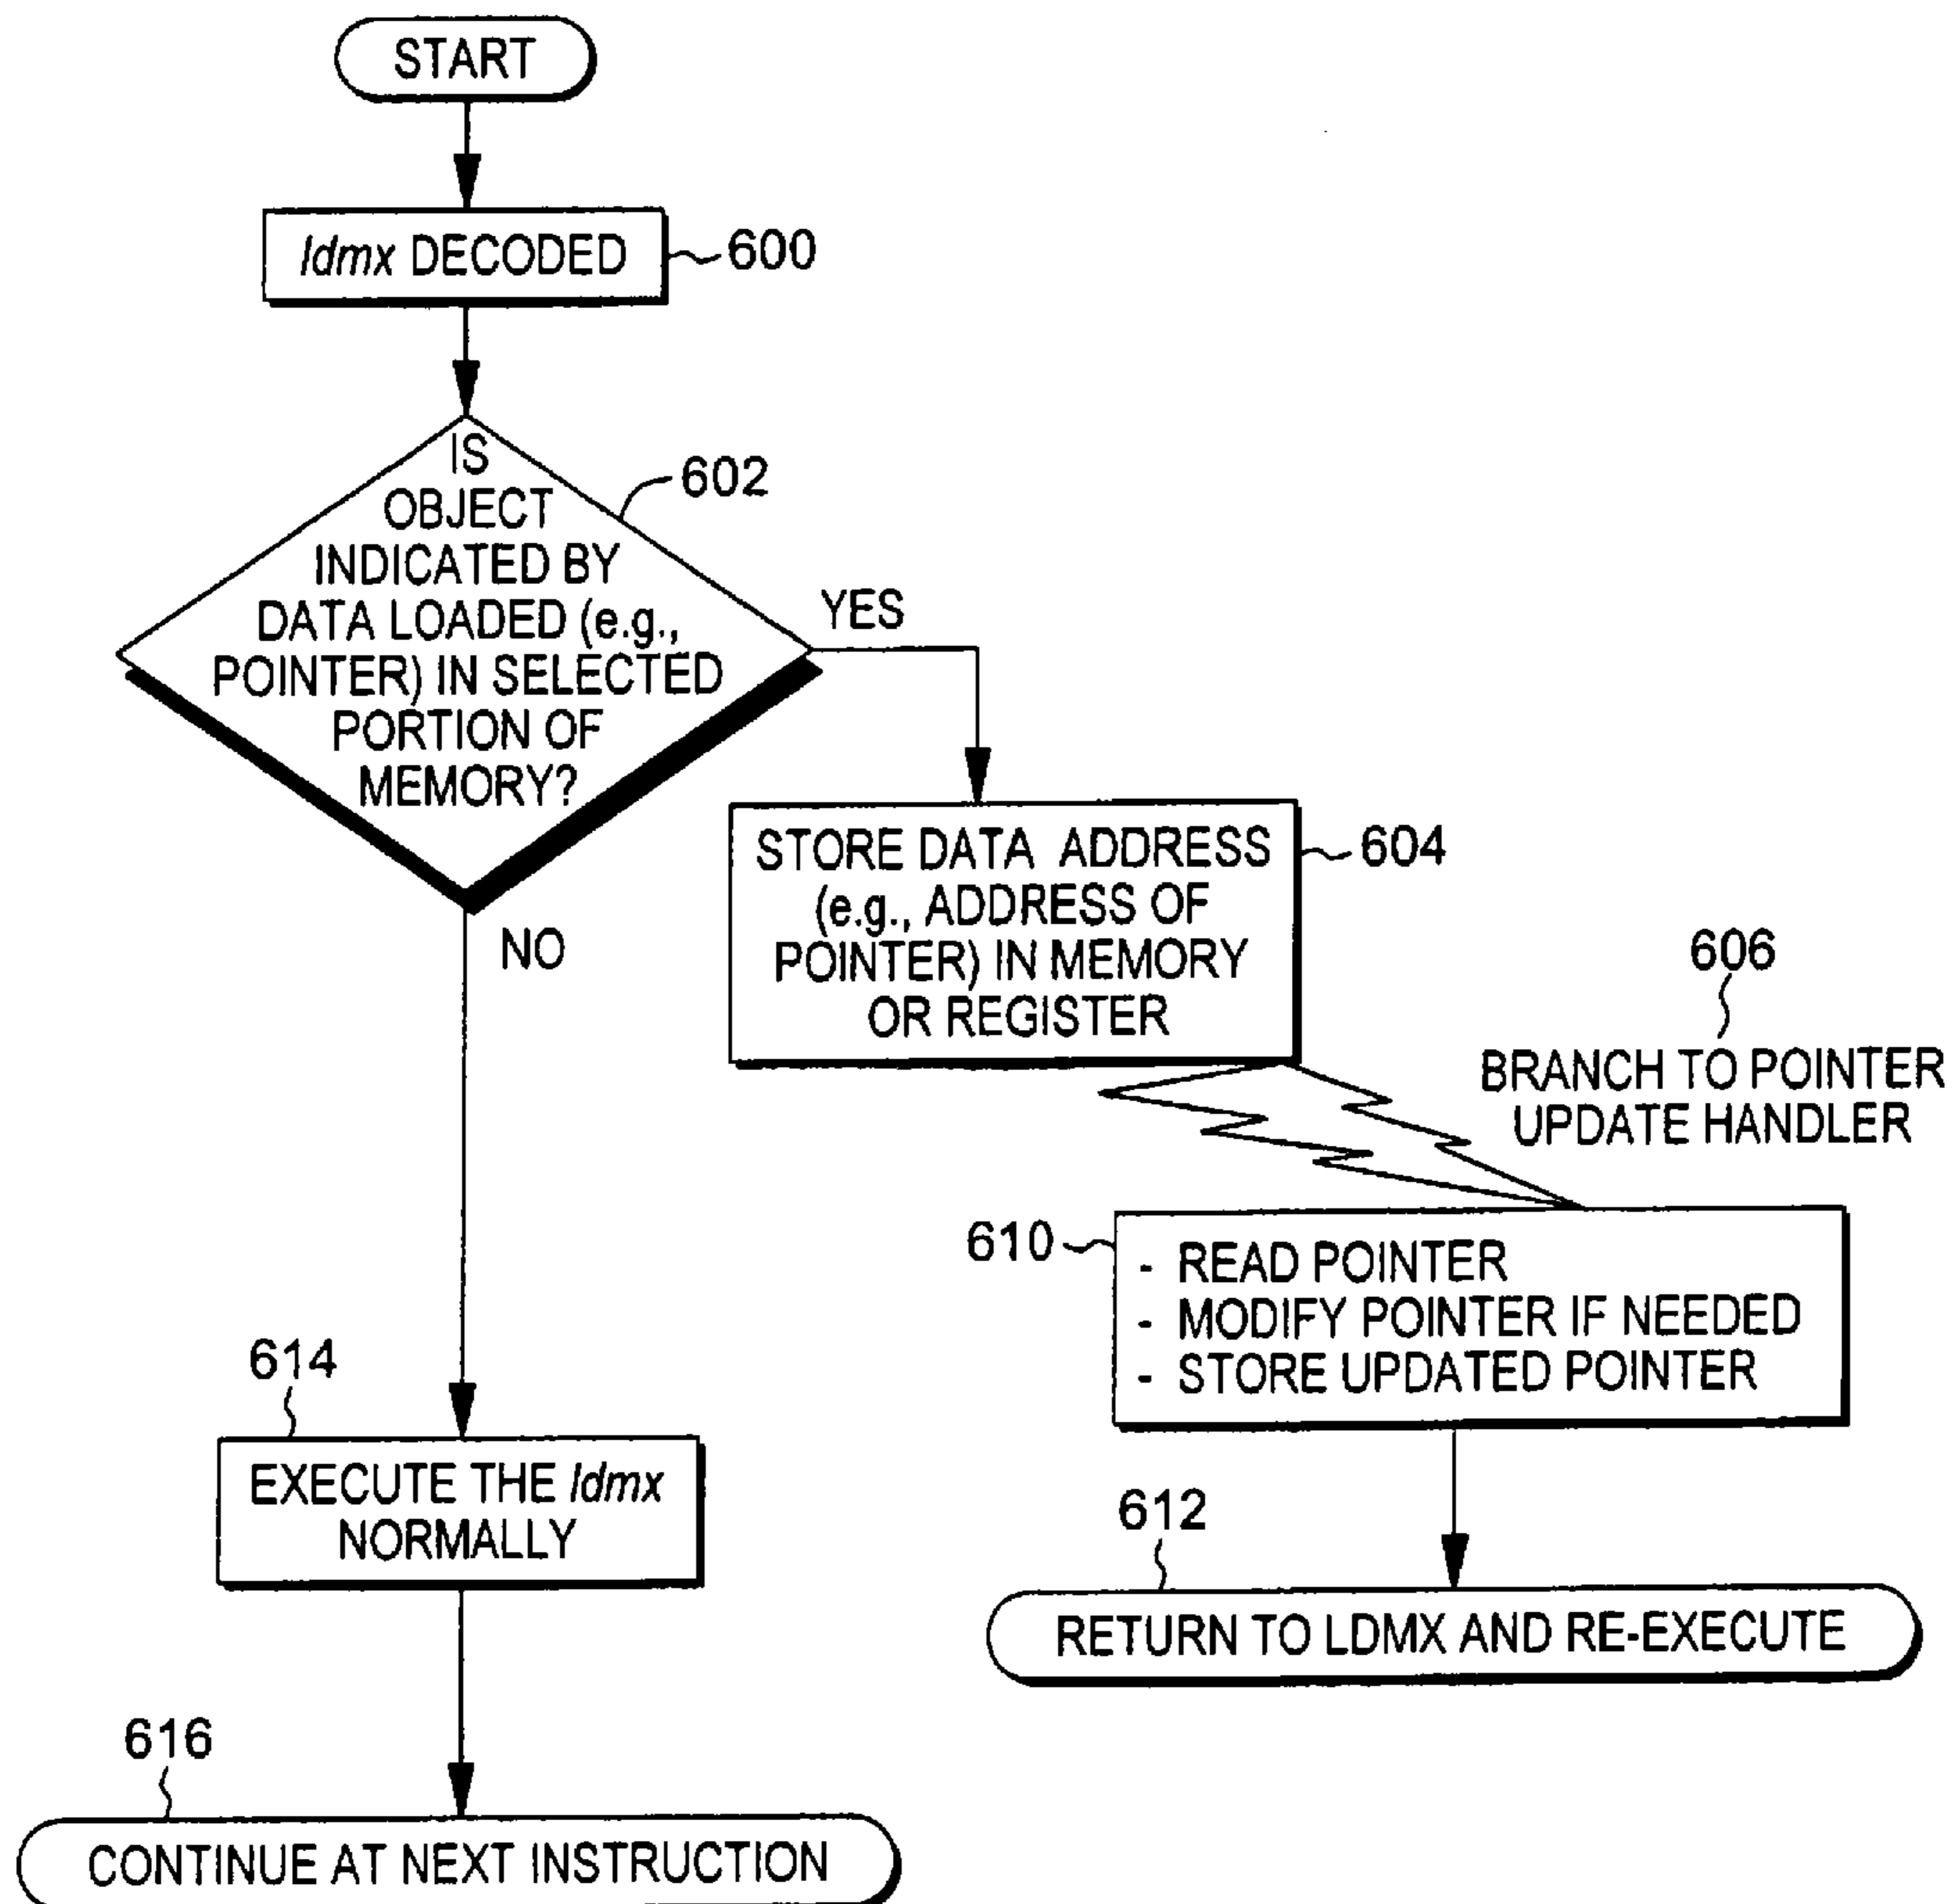 START
ldmx DECODED
600
IS
OBJECT
INDICATED BY
DATA LOADED (e.g.,
POINTER) IN SELECTED
PORTION OF
MEMORY?
602
YES
NO
STORE DATA ADDRESS
(e.g., ADDRESS OF
POINTER) IN MEMORY
OR REGISTER
604
606
BRANCH TO POINTER
UPDATE HANDLER
610
- READ POINTER
- MODIFY POINTER IF NEEDED
- STORE UPDATED POINTER
612
RETURN TO LDMX AND RE-EXECUTE
614
EXECUTE THE ldmx
NORMALLY
616
CONTINUE AT NEXT INSTRUCTION